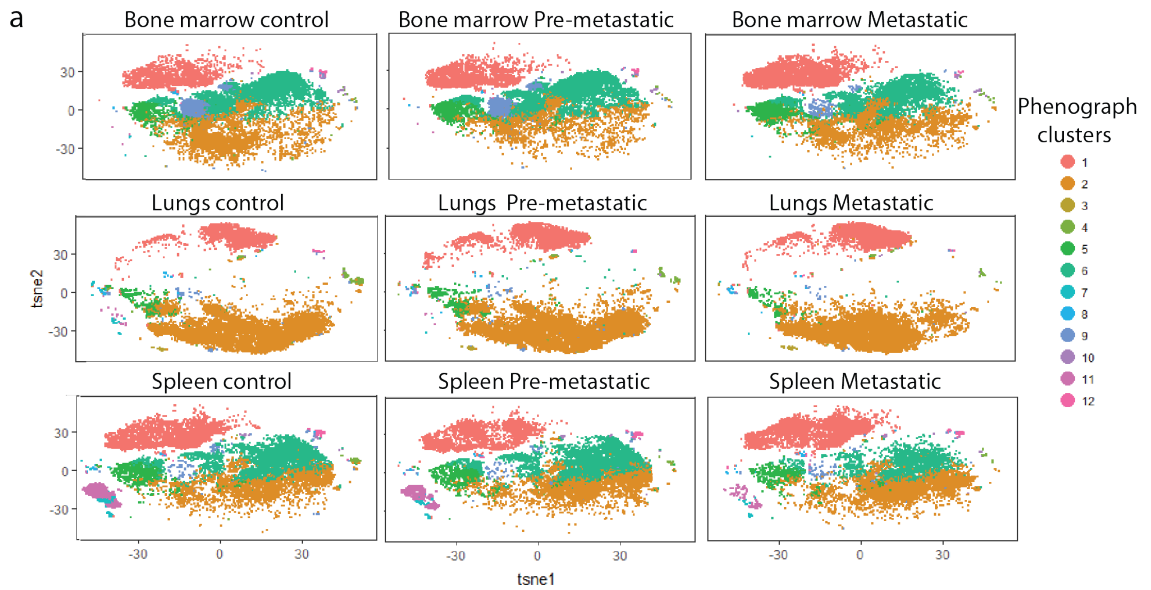 a
Bone marrow control
Bone marrow Pre-metastatic
Bone marrow Metastatic
30
0
-30
Lungs control
Lungs Pre-metastatic
Lungs Metastatic
30
0
-30
tsne2
Spleen control
Spleen Pre-metastatic
Spleen Metastatic
30
0
-30
-30 0 30
-30 0 30
-30 0 30
tsne1
Phenograph
clusters
1
2
3
4
5
6
7
8
9
10
11
12